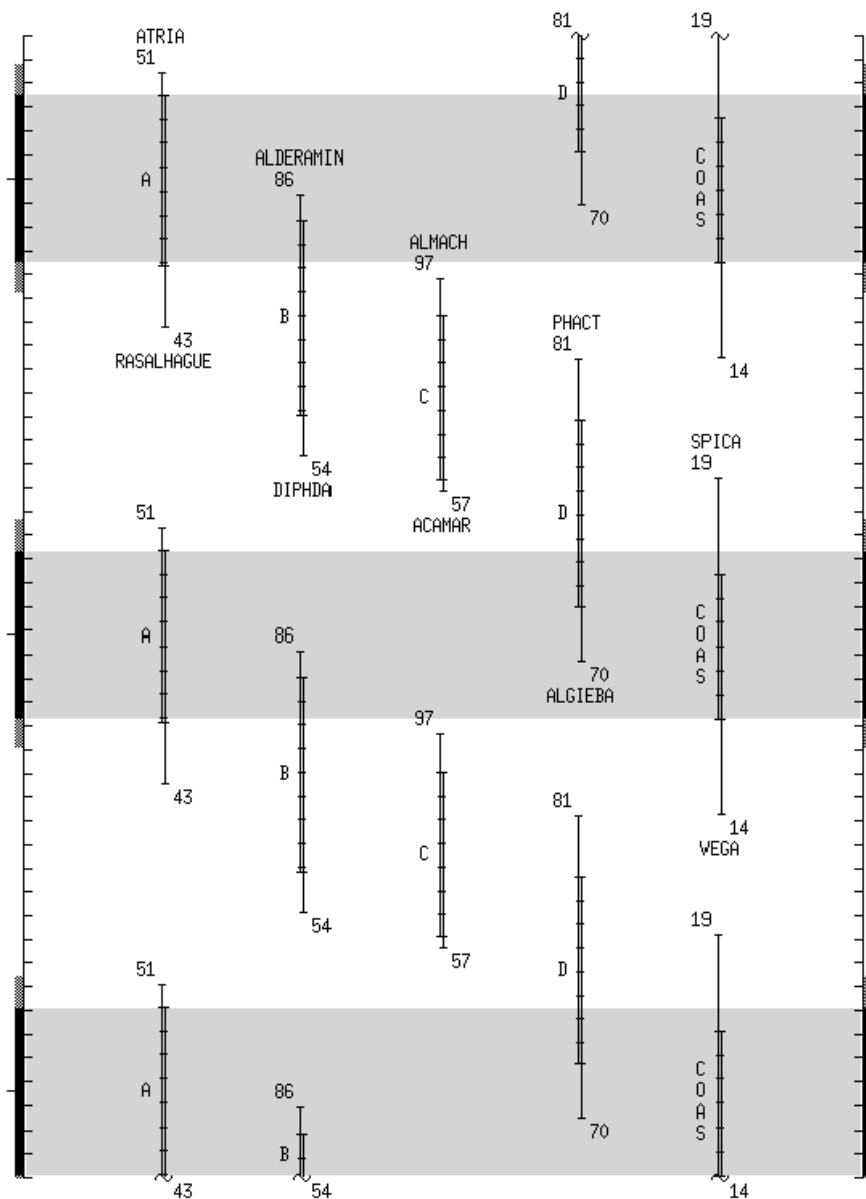 81 19
ATRIA
51
D
ALDERAMIN
C
O
A
S
A
86
70
ALMACH
97
B
PHACT
43
81
RASALHAGUE
14
C
SPICA
54
19
DIPHDA
57
51
D
ACAMAR
C
O
A
S
A
86
70
ALGIEBA
97
B
43
81
14
VEGA
C
54
19
57
51
D
C
O
A
S
A
86
70
B
43 54 14